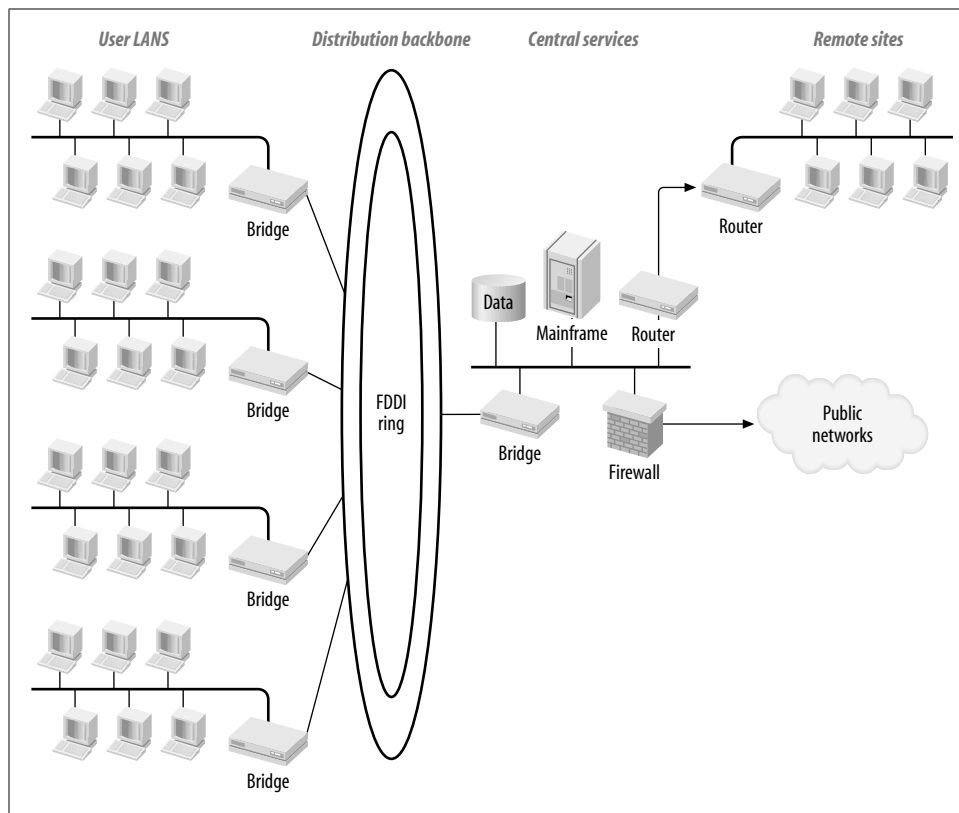 User LANS
Distribution backbone
Central services
Remote sites
Bridge
Router
Data
Mainframe
Router
Bridge
FDDI
ring
Bridge
Firewall
Public
networks
Bridge
Bridge